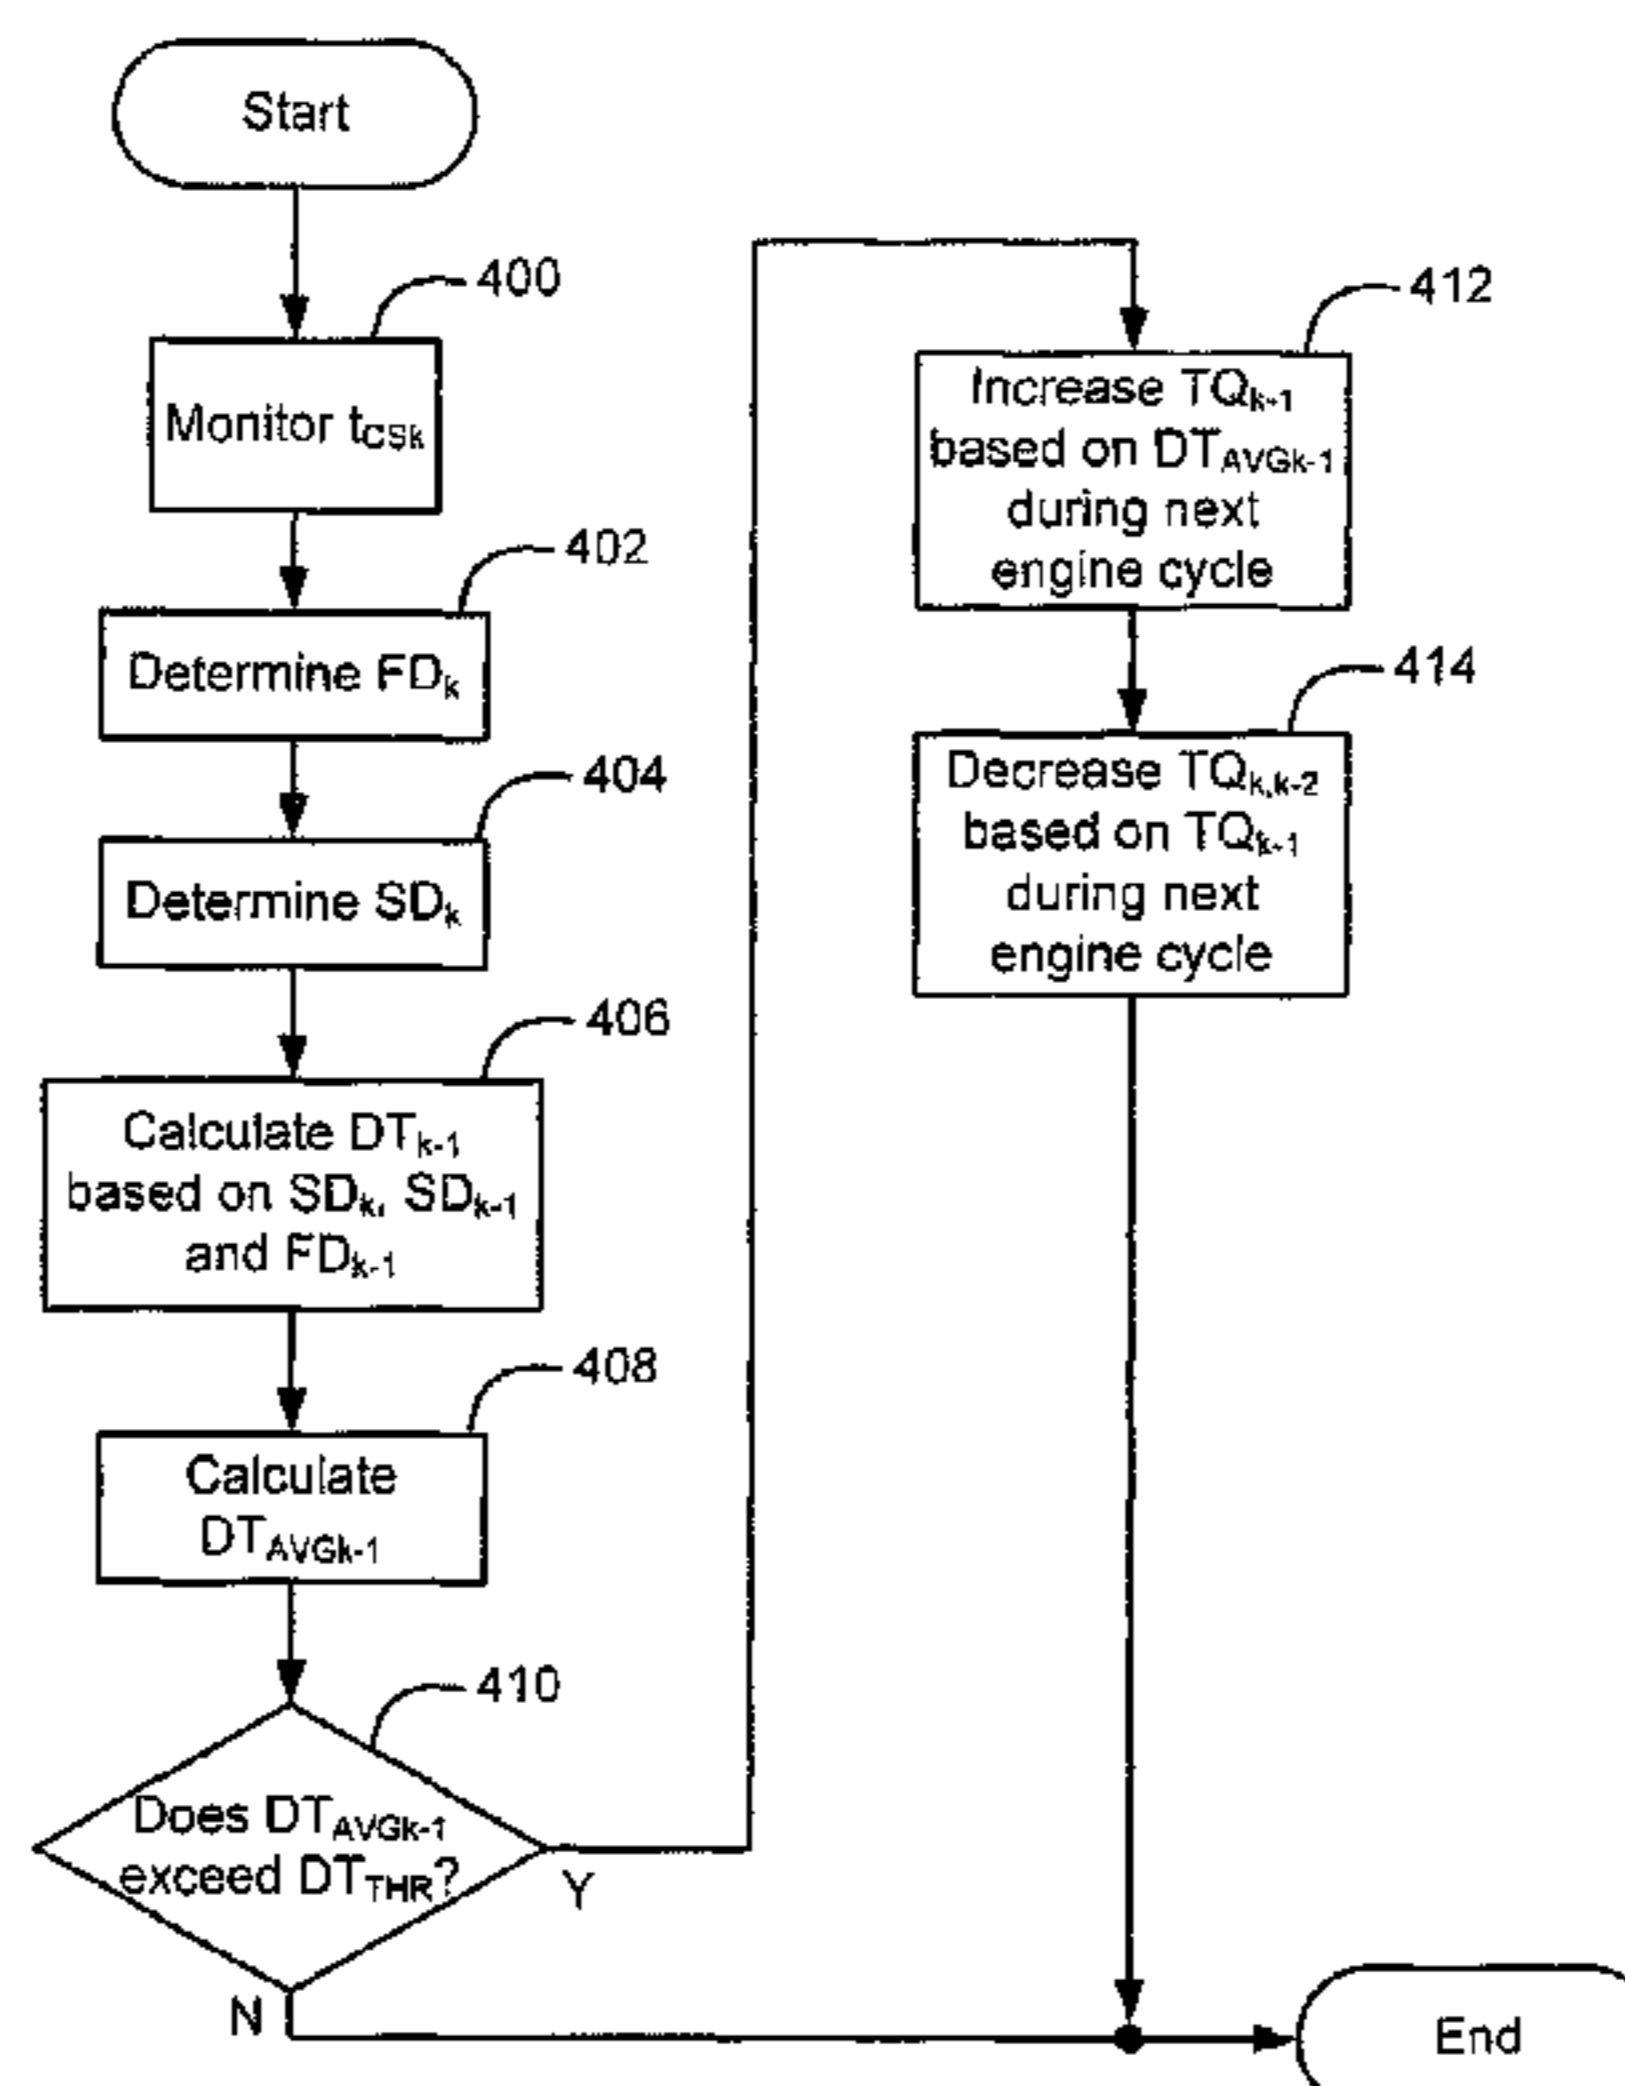 Start
400
Monitor tCSk
402
Determine FDk
404
Determine SDk
406
Calculate DTk-1
based on SDk, SDk-1
and FDk-1
408
Calculate
DTAVGk-1
410
Does DTAVGk-1
exceed DTTHR?
Y
N
412
Increase TQk-1
based on DTAVGk-1
during next
engine cycle
414
Decrease TQk,k-2
based on TQk-1
during next
engine cycle
End